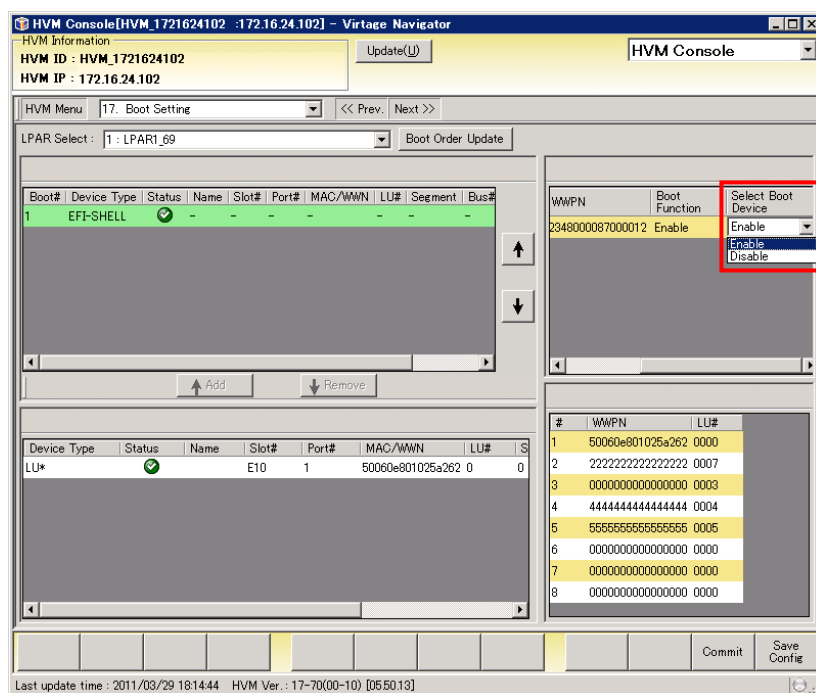 HVM Console[HVM_1721624102 :172.16.24.102] - Virtage Navigator
HVM Information
HVM ID : HVM_1721624102
HVM IP : 172.16.24.102
Update(U)
HVM Console
HVM Menu 17. Boot Setting << Prev. Next >>
LPAR Select : 1 : LPAR1_69 Boot Order Update
Boot# Device Type Status Name Slot# Port# MAC/WWN LU# Segment Bus#
1 EFI-SHELL - - - - - - -
Add Remove
Device Type Status Name Slot# Port# MAC/WWN LU# S
LU* E10 1 50060e801025a262 0 0
WWPN Boot Function Select Boot Device
2348000087000012 Enable Enable
Enable
Disable
# WWPN LU#
1 50060e801025a262 0000
2 2222222222222222 0007
3 0000000000000000 0003
4 4444444444444444 0004
5 5555555555555555 0005
6 0000000000000000 0000
7 0000000000000000 0000
8 0000000000000000 0000
Commit Save Config
Last update time : 2011/03/29 18:14:44 HVM Ver. : 17-70(00-10) [05.50.13]